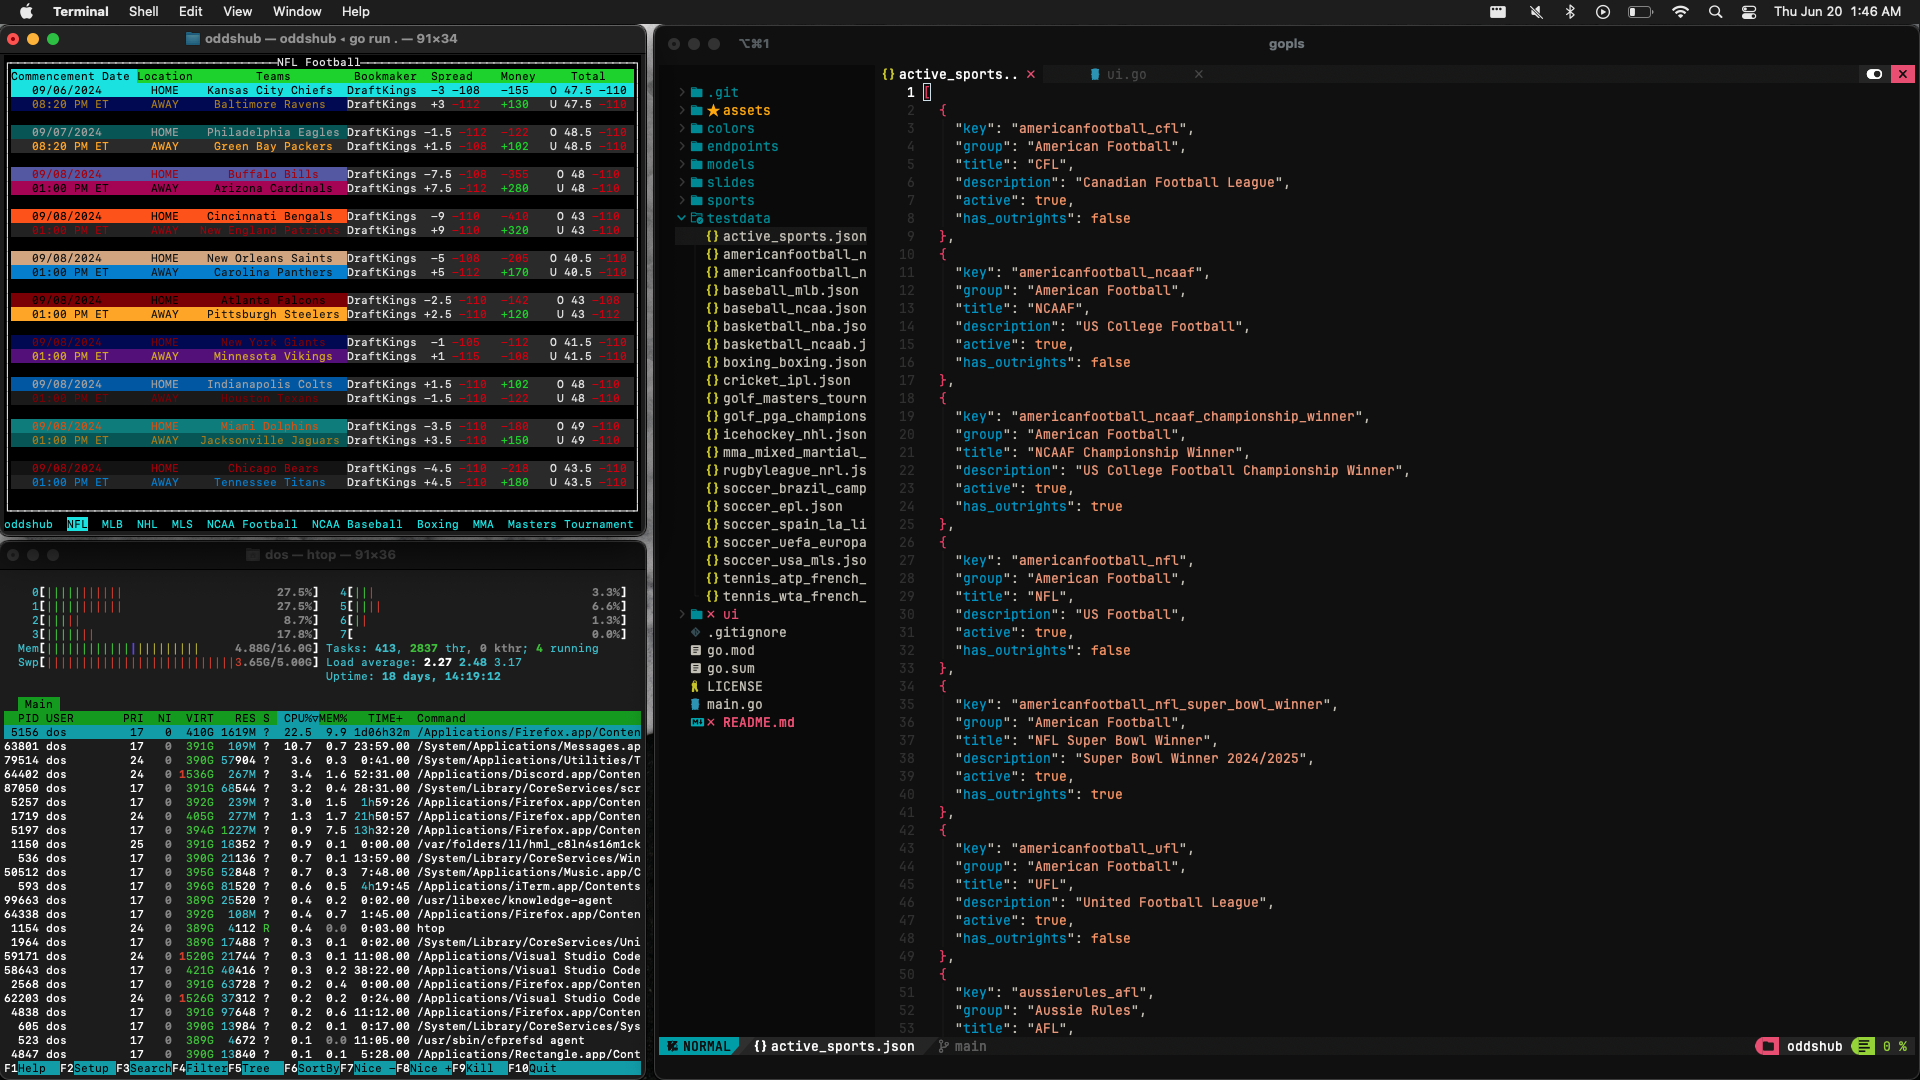 Terminal Shell Edit View Window Help Thu Jun 20 1:46 AM
oddshub — oddshub ◂ go run . — 91×34
NFL Football
Commencement Date Location Teams Bookmaker Spread Money Total
09/06/2024 HOME Kansas City Chiefs DraftKings −3 −108 −155 O 47.5 −110
08:20 PM ET AWAY Baltimore Ravens DraftKings +3 −112 +130 U 47.5 −110
09/07/2024 HOME Philadelphia Eagles DraftKings −1.5 −112 −122 O 48.5 −110
08:20 PM ET AWAY Green Bay Packers DraftKings +1.5 −108 +102 U 48.5 −110
09/08/2024 HOME Buffalo Bills DraftKings −7.5 −108 −355 O 48 −110
01:00 PM ET AWAY Arizona Cardinals DraftKings +7.5 −112 +280 U 48 −110
09/08/2024 HOME Cincinnati Bengals DraftKings −9 −110 −410 O 43 −110
01:00 PM ET AWAY New England Patriots DraftKings +9 −110 +320 U 43 −110
09/08/2024 HOME New Orleans Saints DraftKings −5 −108 −205 O 40.5 −110
01:00 PM ET AWAY Carolina Panthers DraftKings +5 −112 +170 U 40.5 −110
09/08/2024 HOME Atlanta Falcons DraftKings −2.5 −110 −142 O 43 −108
01:00 PM ET AWAY Pittsburgh Steelers DraftKings +2.5 −110 +120 U 43 −112
09/08/2024 HOME New York Giants DraftKings −1 −105 −112 O 41.5 −110
01:00 PM ET AWAY Minnesota Vikings DraftKings +1 −115 −108 U 41.5 −110
09/08/2024 HOME Indianapolis Colts DraftKings +1.5 −110 +102 O 48 −110
01:00 PM ET AWAY Houston Texans DraftKings −1.5 −110 −122 U 48 −110
09/08/2024 HOME Miami Dolphins DraftKings −3.5 −110 −180 O 49 −110
01:00 PM ET AWAY Jacksonville Jaguars DraftKings +3.5 −110 +150 U 49 −110
09/08/2024 HOME Chicago Bears DraftKings −4.5 −110 −218 O 43.5 −110
01:00 PM ET AWAY Tennessee Titans DraftKings +4.5 −110 +180 U 43.5 −110
oddshub NFL MLB NHL MLS NCAA Football NCAA Baseball Boxing MMA Masters Tournament
dos — htop — 91×36
0[ 27.5%] 4[ 3.3%]
1[ 27.5%] 5[ 6.6%]
2[ 8.7%] 6[ 1.3%]
3[ 17.8%] 7[ 0.0%]
Mem[ 4.88G/16.0G] Tasks: 413, 2837 thr, 0 kthr; 4 running
Swp[ 3.65G/5.00G] Load average: 2.27 2.48 3.17
Uptime: 18 days, 14:19:12
Main
PID USER PRI NI VIRT RES S CPU%▽MEM% TIME+ Command
5156 dos 17 0 410G 1619M ? 22.5 9.9 1d06h32m /Applications/Firefox.app/Conten
63801 dos 17 0 391G 109M ? 10.7 0.7 23:59.00 /System/Applications/Messages.ap
79514 dos 24 0 390G 57904 ? 3.6 0.3 0:41.00 /System/Applications/Utilities/T
64402 dos 24 0 1536G 267M ? 3.4 1.6 52:31.00 /Applications/Discord.app/Conten
87050 dos 17 0 391G 68544 ? 3.2 0.4 28:31.00 /System/Library/CoreServices/scr
5257 dos 17 0 392G 239M ? 3.0 1.5 1h59:26 /Applications/Firefox.app/Conten
1719 dos 24 0 405G 277M ? 1.3 1.7 21h50:57 /Applications/Firefox.app/Conten
5197 dos 17 0 394G 1227M ? 0.9 7.5 13h32:20 /Applications/Firefox.app/Conten
1150 dos 25 0 391G 18352 ? 0.9 0.1 0:00.00 /var/folders/ll/hml_c8ln4s16m1ck
536 dos 17 0 390G 21136 ? 0.7 0.1 13:59.00 /System/Library/CoreServices/Win
50512 dos 17 0 395G 52848 ? 0.7 0.3 7:48.00 /System/Applications/Music.app/C
593 dos 17 0 396G 81520 ? 0.6 0.5 4h19:45 /Applications/iTerm.app/Contents
99663 dos 17 0 389G 25520 ? 0.4 0.2 0:02.00 /usr/libexec/knowledge-agent
64338 dos 17 0 392G 108M ? 0.4 0.7 1:45.00 /Applications/Firefox.app/Conten
1154 dos 24 0 389G 4112 R 0.4 0.0 0:03.00 htop
1964 dos 24 0 389G 17488 ? 0.3 0.1 0:02.00 /System/Library/CoreServices/Uni
59171 dos 24 0 1520G 21744 ? 0.3 0.1 11:08.00 /Applications/Visual Studio Code
58643 dos 17 0 421G 40416 ? 0.3 0.2 38:22.00 /Applications/Visual Studio Code
2568 dos 17 0 391G 63728 ? 0.2 0.4 0:00.00 /Applications/Firefox.app/Conten
62203 dos 24 0 1526G 37312 ? 0.2 0.2 0:24.00 /Applications/Visual Studio Code
4838 dos 17 0 391G 97648 ? 0.2 0.6 11:12.00 /Applications/Firefox.app/Conten
605 dos 17 0 390G 13984 ? 0.2 0.1 0:17.00 /System/Library/CoreServices/Sys
523 dos 17 0 389G 4672 ? 0.1 0.0 11:05.00 /usr/sbin/cfprefsd agent
4847 dos 17 0 390G 13840 ? 0.1 0.1 5:28.00 /Applications/Rectangle.app/Cont
F1Help F2Setup F3SearchF4FilterF5Tree F6SortByF7Nice −F8Nice +F9Kill F10Quit
⌥⌘1 gopls
{} active_sports.. × ui.go ×
.git
assets
colors
endpoints
models
slides
sports
testdata
{} active_sports.json
{} americanfootball_n
{} americanfootball_n
{} baseball_mlb.json
{} baseball_ncaa.json
{} basketball_nba.jso
{} basketball_ncaab.j
{} boxing_boxing.json
{} cricket_ipl.json
{} golf_masters_tourn
{} golf_pga_champions
{} icehockey_nhl.json
{} mma_mixed_martial_
{} rugbyleague_nrl.js
{} soccer_brazil_camp
{} soccer_epl.json
{} soccer_spain_la_li
{} soccer_uefa_europa
{} soccer_usa_mls.json
{} tennis_atp_french_
{} tennis_wta_french_
× ui
.gitignore
go.mod
go.sum
LICENSE
main.go
× README.md
1 [
2 {
3 "key": "americanfootball_cfl",
4 "group": "American Football",
5 "title": "CFL",
6 "description": "Canadian Football League",
7 "active": true,
8 "has_outrights": false
9 },
10 {
11 "key": "americanfootball_ncaaf",
12 "group": "American Football",
13 "title": "NCAAF",
14 "description": "US College Football",
15 "active": true,
16 "has_outrights": false
17 },
18 {
19 "key": "americanfootball_ncaaf_championship_winner",
20 "group": "American Football",
21 "title": "NCAAF Championship Winner",
22 "description": "US College Football Championship Winner",
23 "active": true,
24 "has_outrights": true
25 },
26 {
27 "key": "americanfootball_nfl",
28 "group": "American Football",
29 "title": "NFL",
30 "description": "US Football",
31 "active": true,
32 "has_outrights": false
33 },
34 {
35 "key": "americanfootball_nfl_super_bowl_winner",
36 "group": "American Football",
37 "title": "NFL Super Bowl Winner",
38 "description": "Super Bowl Winner 2024/2025",
39 "active": true,
40 "has_outrights": true
41 },
42 {
43 "key": "americanfootball_ufl",
44 "group": "American Football",
45 "title": "UFL",
46 "description": "United Football League",
47 "active": true,
48 "has_outrights": false
49 },
50 {
51 "key": "aussierules_afl",
52 "group": "Aussie Rules",
53 "title": "AFL",
NORMAL {} active_sports.json main oddshub 0 %